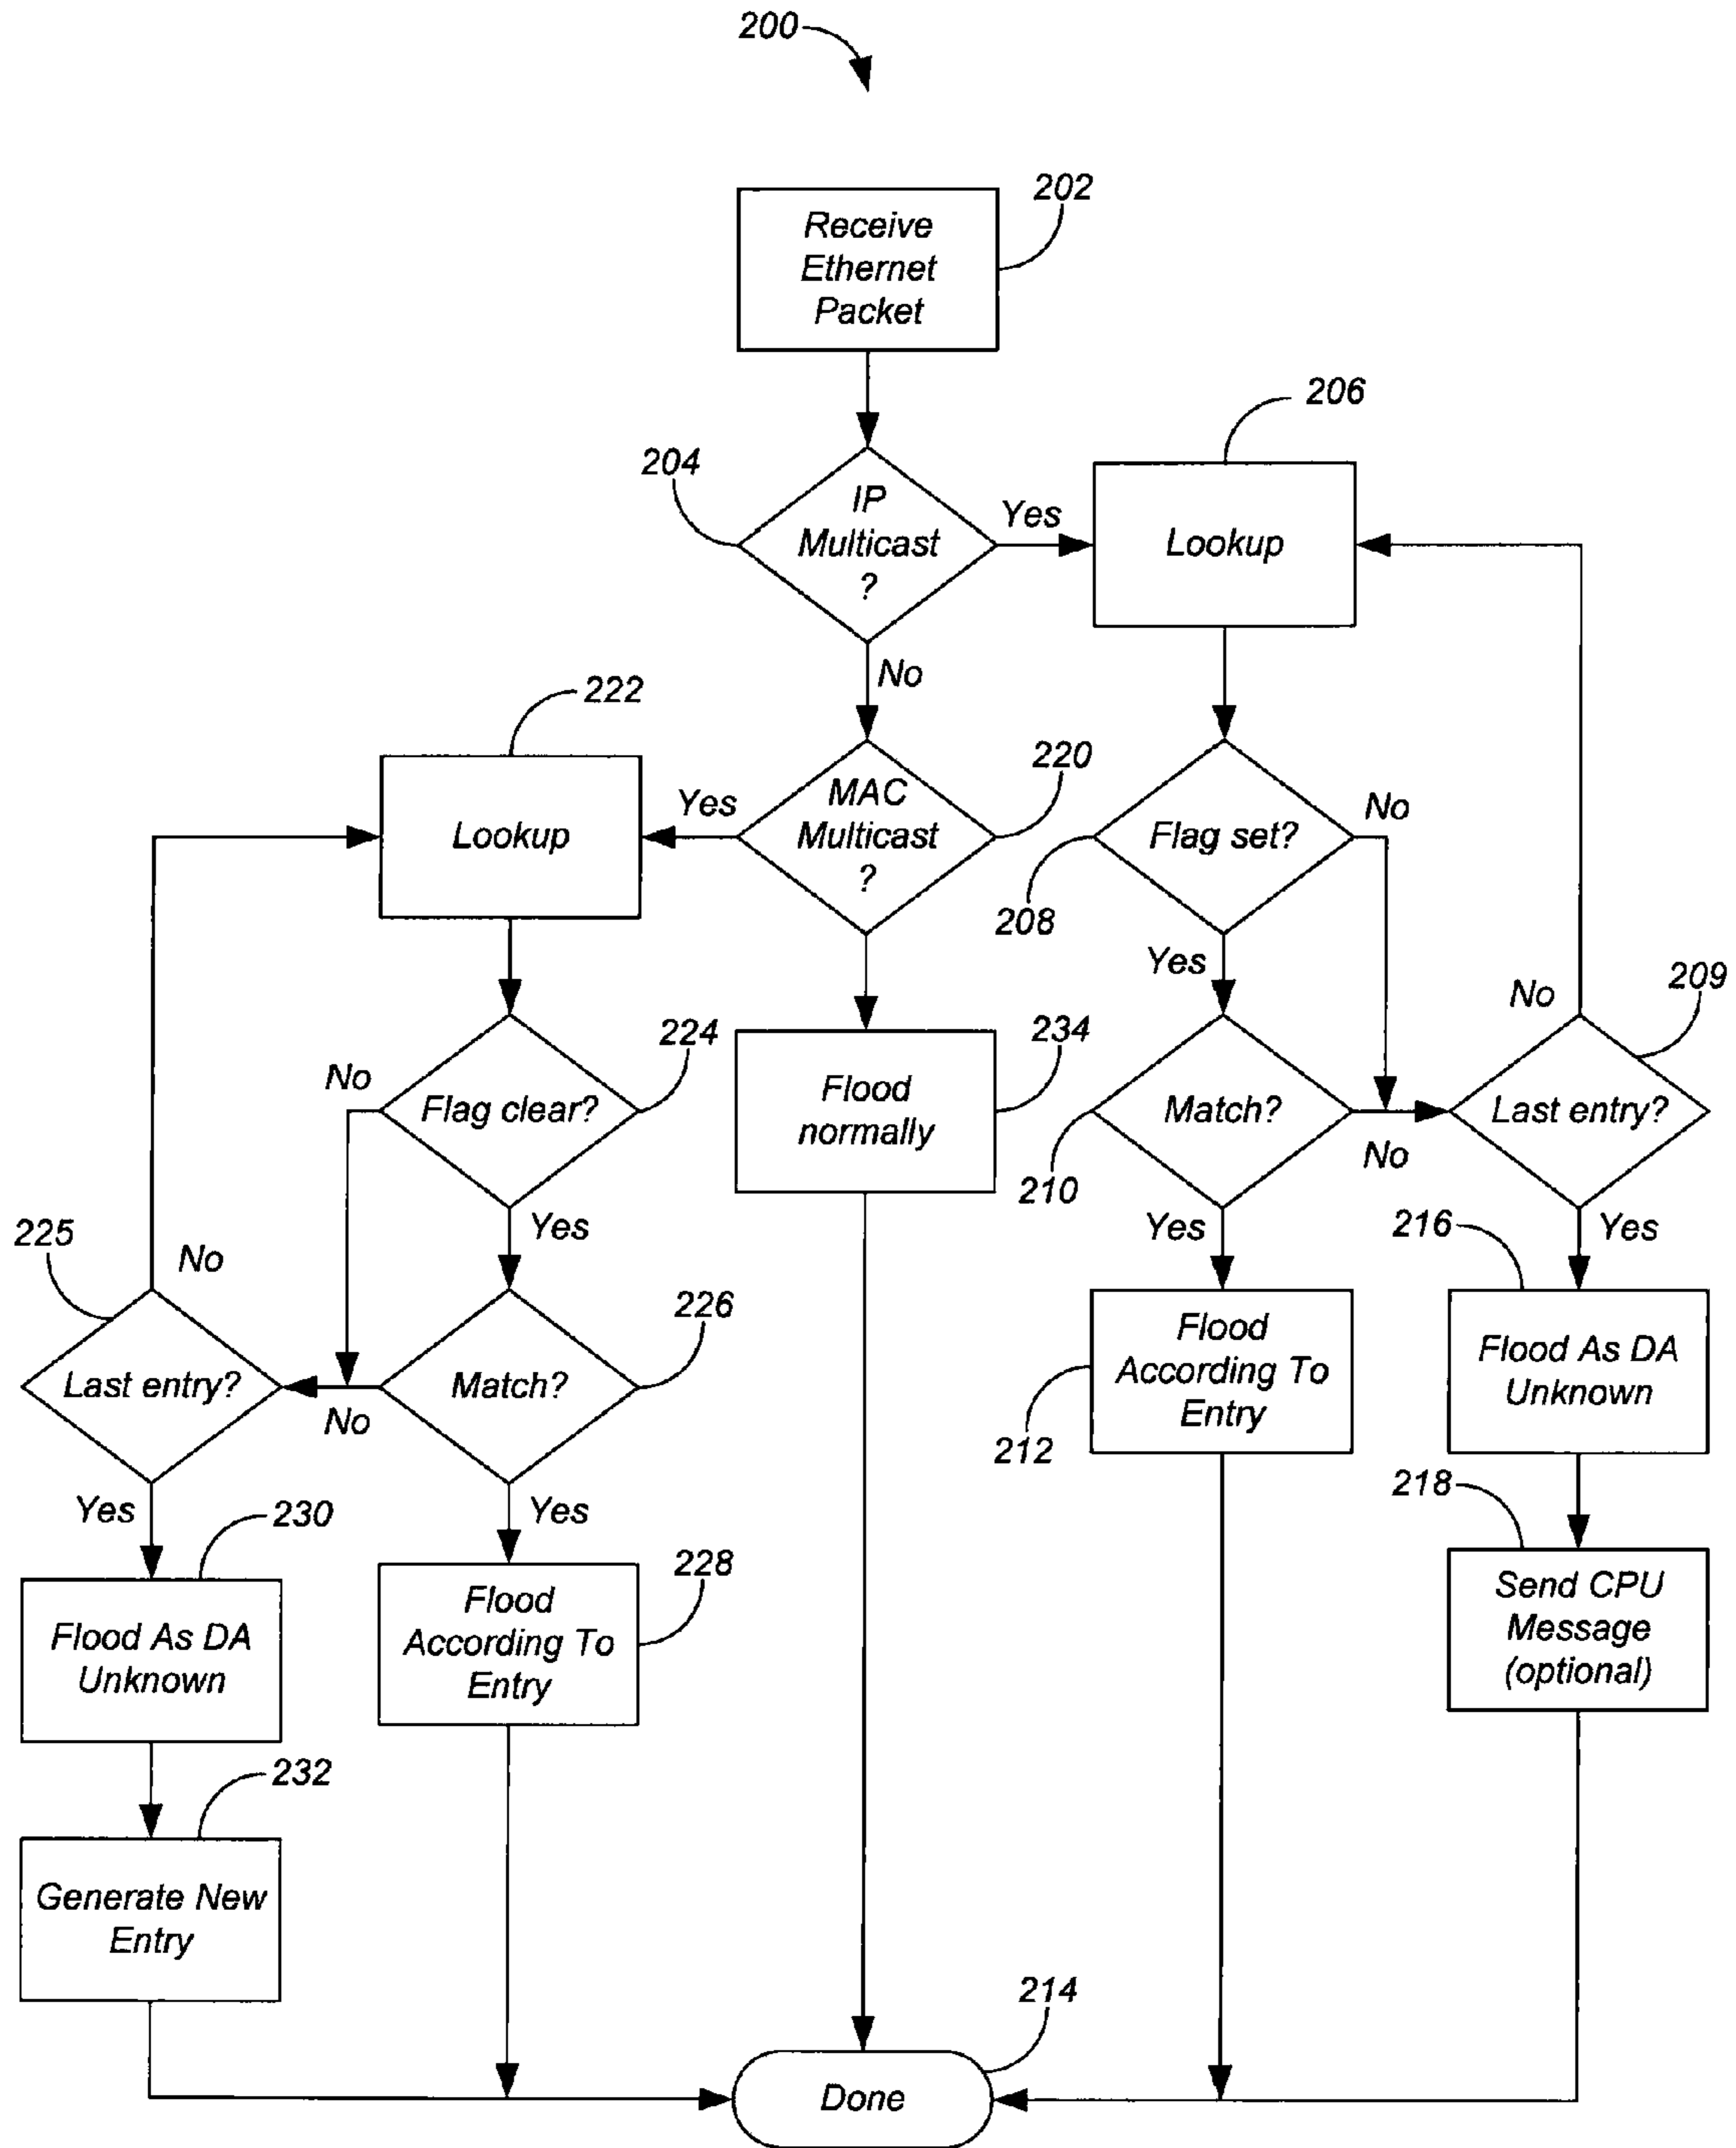 200
202
Receive
Ethernet
Packet
206
204
IP
Multicast
?
Yes
Lookup
No
222
220
Lookup
Yes
MAC
Multicast
?
Flag set?
No
208
Yes
209
No
224
No
Flag clear?
234
Flood
normally
Match?
Last entry?
No
210
225
No
Yes
Yes
216
Yes
226
Last entry?
Match?
No
Flood
According To
Entry
212
Flood As DA
Unknown
218
Yes
230
Yes
228
Flood As DA
Unknown
Flood
According To
Entry
Send CPU
Message
(optional)
232
Generate New
Entry
214
Done